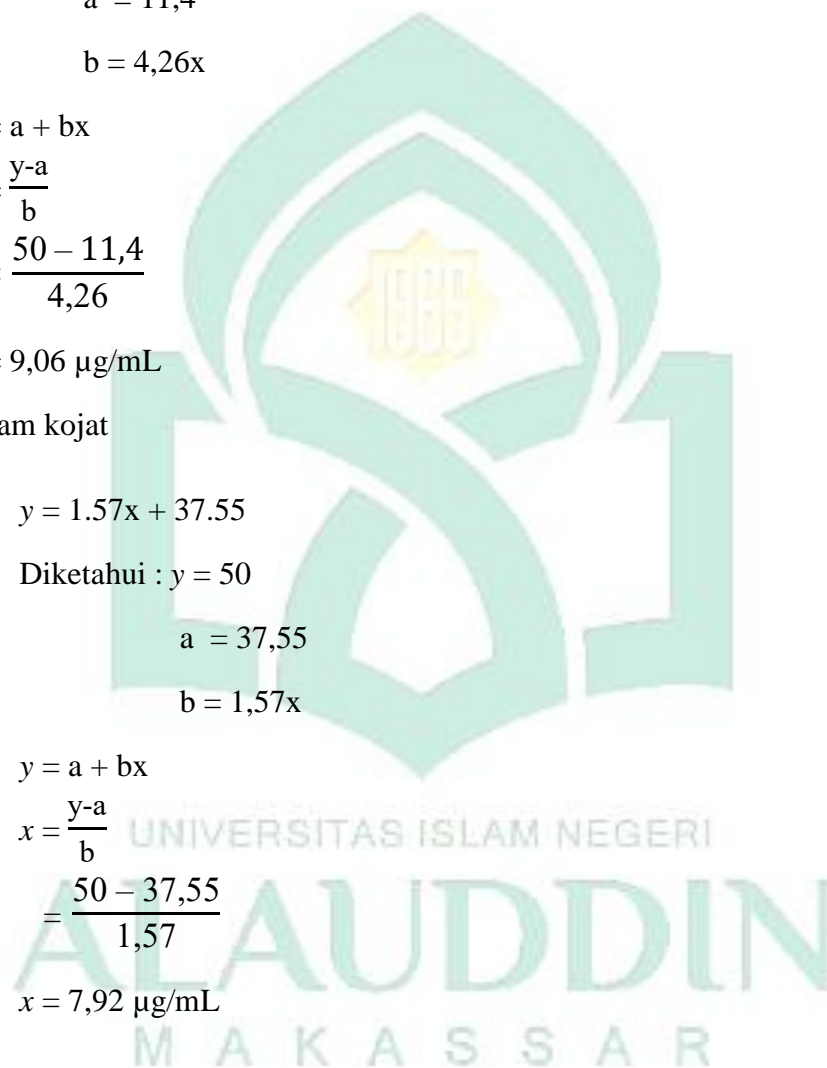 a = 11,4
b = 4,26x
= a + bx
= y-a
b
= 50 – 11,4
4,26
= 9,06 µg/mL
kojat
y = 1.57x + 37.55
Diketahui : y = 50
a = 37,55
b = 1,57x
y = a + bx
x = y-a
b
= 50 – 37,55
1,57
x = 7,92 µg/mL
UNIVERSITAS ISLAM NEGERI
ALAUDDIN
MAKASSAR